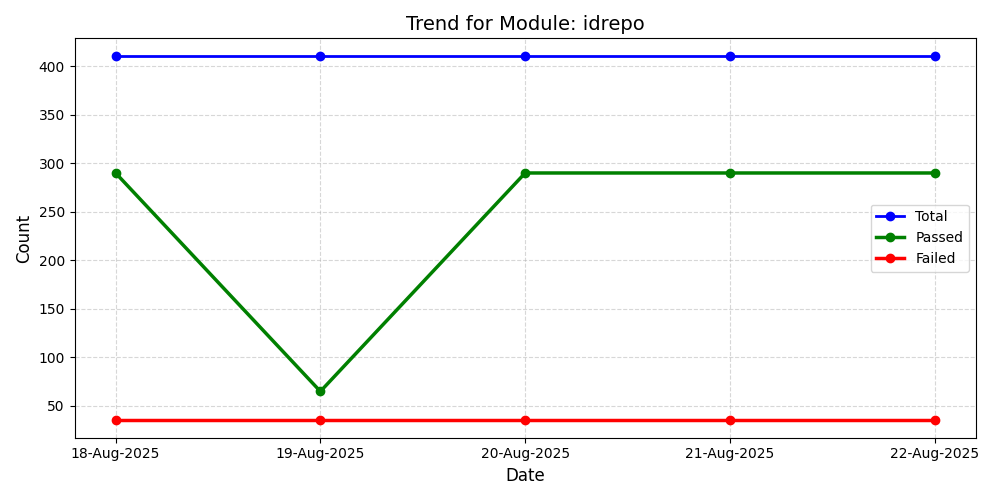 Trend for Module: idrepo
Count
400
350
300
250
200
150
100
50
Total
Passed
Failed
18-Aug-2025
19-Aug-2025
20-Aug-2025
21-Aug-2025
22-Aug-2025
Date